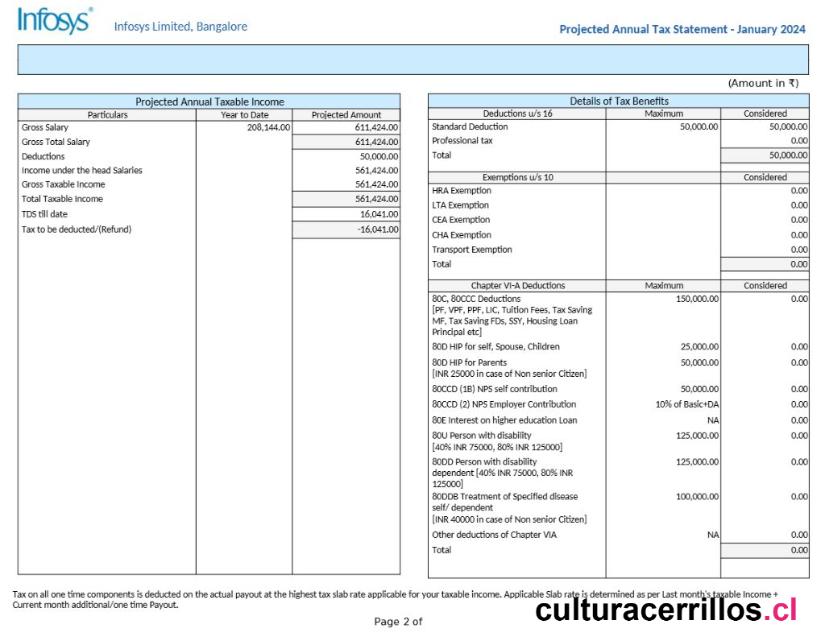 Infosys® Infosys Limited, Bangalore
Projected Annual Tax Statement - January 2024
(Amount in ₹)
Projected Annual Taxable Income
Particulars Year to Date Projected Amount
Gross Salary 208,144.00 611,424.00
Gross Total Salary 611,424.00
Deductions 50,000.00
Income under the head Salaries 561,424.00
Gross Taxable Income 561,424.00
Total Taxable Income 561,424.00
TDS till date 16,041.00
Tax to be deducted/(Refund) -16,041.00
Details of Tax Benefits
Deductions u/s 16 Maximum Considered
Standard Deduction 50,000.00 50,000.00
Professional tax 0.00
Total 50,000.00
Exemptions u/s 10 Considered
HRA Exemption 0.00
LTA Exemption 0.00
CEA Exemption 0.00
CHA Exemption 0.00
Transport Exemption 0.00
Total 0.00
Chapter VI-A Deductions Maximum Considered
80C, 80CCC Deductions 150,000.00 0.00
[PF, VPF, PPF, LIC, Tuition Fees, Tax Saving
MF, Tax Saving FDs, SSY, Housing Loan
Principal etc]
80D HIP for self, Spouse, Children 25,000.00 0.00
80D HIP for Parents 50,000.00 0.00
[INR 25000 in case of Non senior Citizen]
80CCD (1B) NPS self contribution 50,000.00 0.00
80CCD (2) NPS Employer Contribution 10% of Basic+DA 0.00
80E Interest on higher education Loan NA 0.00
80U Person with disability 125,000.00 0.00
[40% INR 75000, 80% INR 125000]
80DD Person with disability 125,000.00 0.00
dependent [40% INR 75000, 80% INR
125000]
80DDB Treatment of Specified disease 100,000.00 0.00
self/ dependent
[INR 40000 in case of Non senior Citizen]
Other deductions of Chapter VIA NA 0.00
Total 0.00
Tax on all one time components is deducted on the actual payout at the highest tax slab rate applicable for your taxable income. Applicable Slab rate is determined as per Last month's taxable Income +
Current month additional/one time Payout.
culturacerrillos.cl
Page 2 of